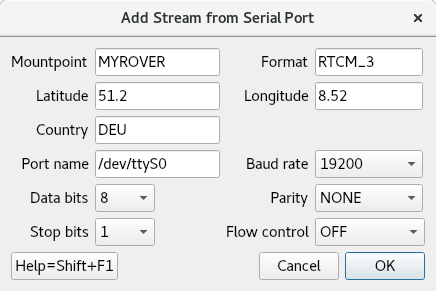 Add Stream from Serial Port ×
Mountpoint MYROVER Format RTCM_3
Latitude 51.2 Longitude 8.52
Country DEU
Port name /dev/ttyS0 Baud rate 19200
Data bits 8 Parity NONE
Stop bits 1 Flow control OFF
Help=Shift+F1 Cancel OK